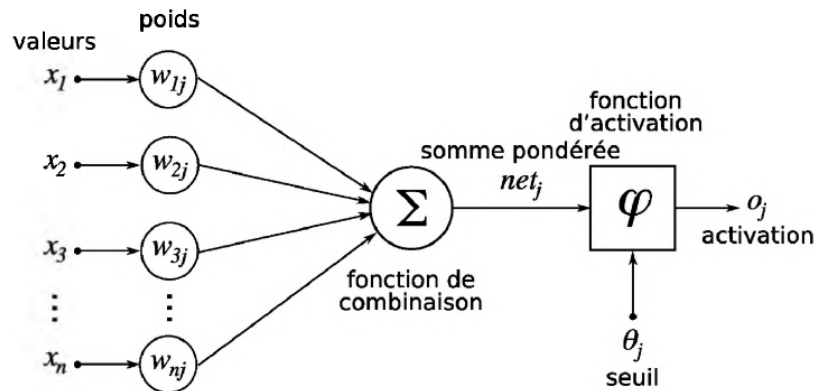 poids
valeurs
x₁
w₁ⱼ
x₂
w₂ⱼ
x₃
w₃ⱼ
⋮ ⋮
⋮
xₙ
wₙⱼ
Σ
fonction de
combinaison
somme pondérée
netⱼ
fonction
d'activation
φ
oⱼ
activation
θⱼ
seuil